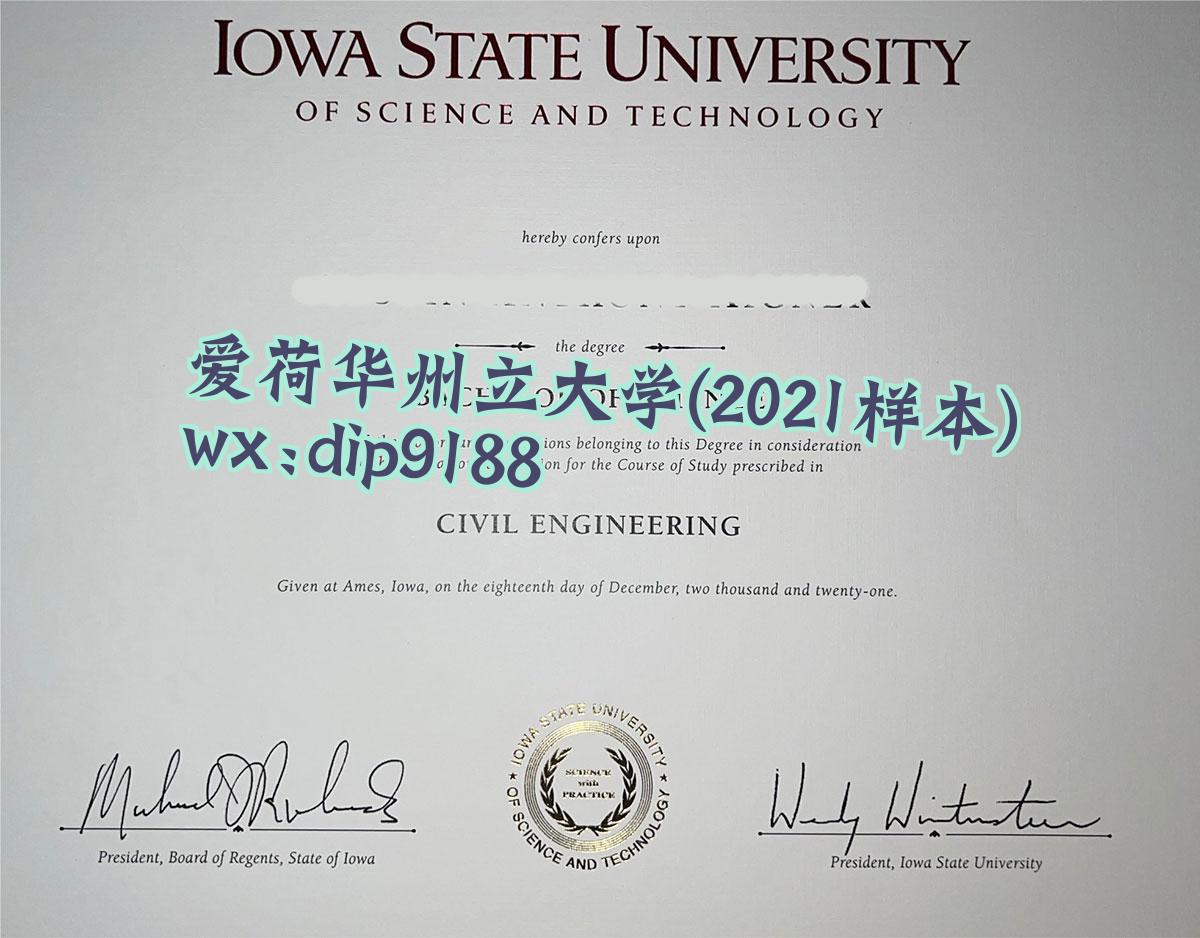 IOWA STATE UNIVERSITY
OF SCIENCE AND TECHNOLOGY
hereby confers upon
the degree
爱荷华州立大学(2021样本)
wx:dip9188
belonging to this Degree in consideration
for the Course of Study prescribed in
CIVIL ENGINEERING
Given at Ames, Iowa, on the eighteenth day of December, two thousand and twenty-one.
IOWA STATE UNIVERSITY
OF SCIENCE AND TECHNOLOGY
SCIENCE
with
PRACTICE
President, Board of Regents, State of Iowa
President, Iowa State University